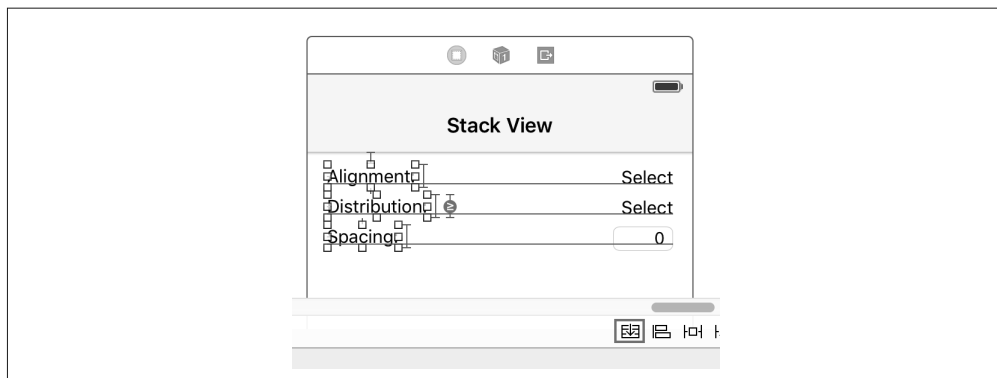 Stack View
Alignment: Select
Distribution: Select
Spacing: 0